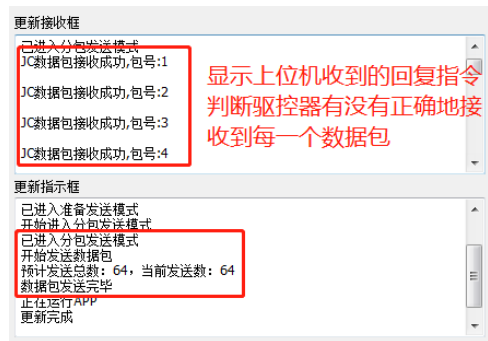 更新接收框
已进入分包发送模式
JC数据包接收成功,包号:1
JC数据包接收成功,包号:2
JC数据包接收成功,包号:3
JC数据包接收成功,包号:4
显示上位机收到的回复指令
判断驱控器有没有正确地接
收到每一个数据包
更新指示框
已进入准备发送模式
开始进入分包发送模式
已进入分包发送模式
开始发送数据包
预计发送总数：64，当前发送数：64
数据包发送完毕
正在运行APP
更新完成